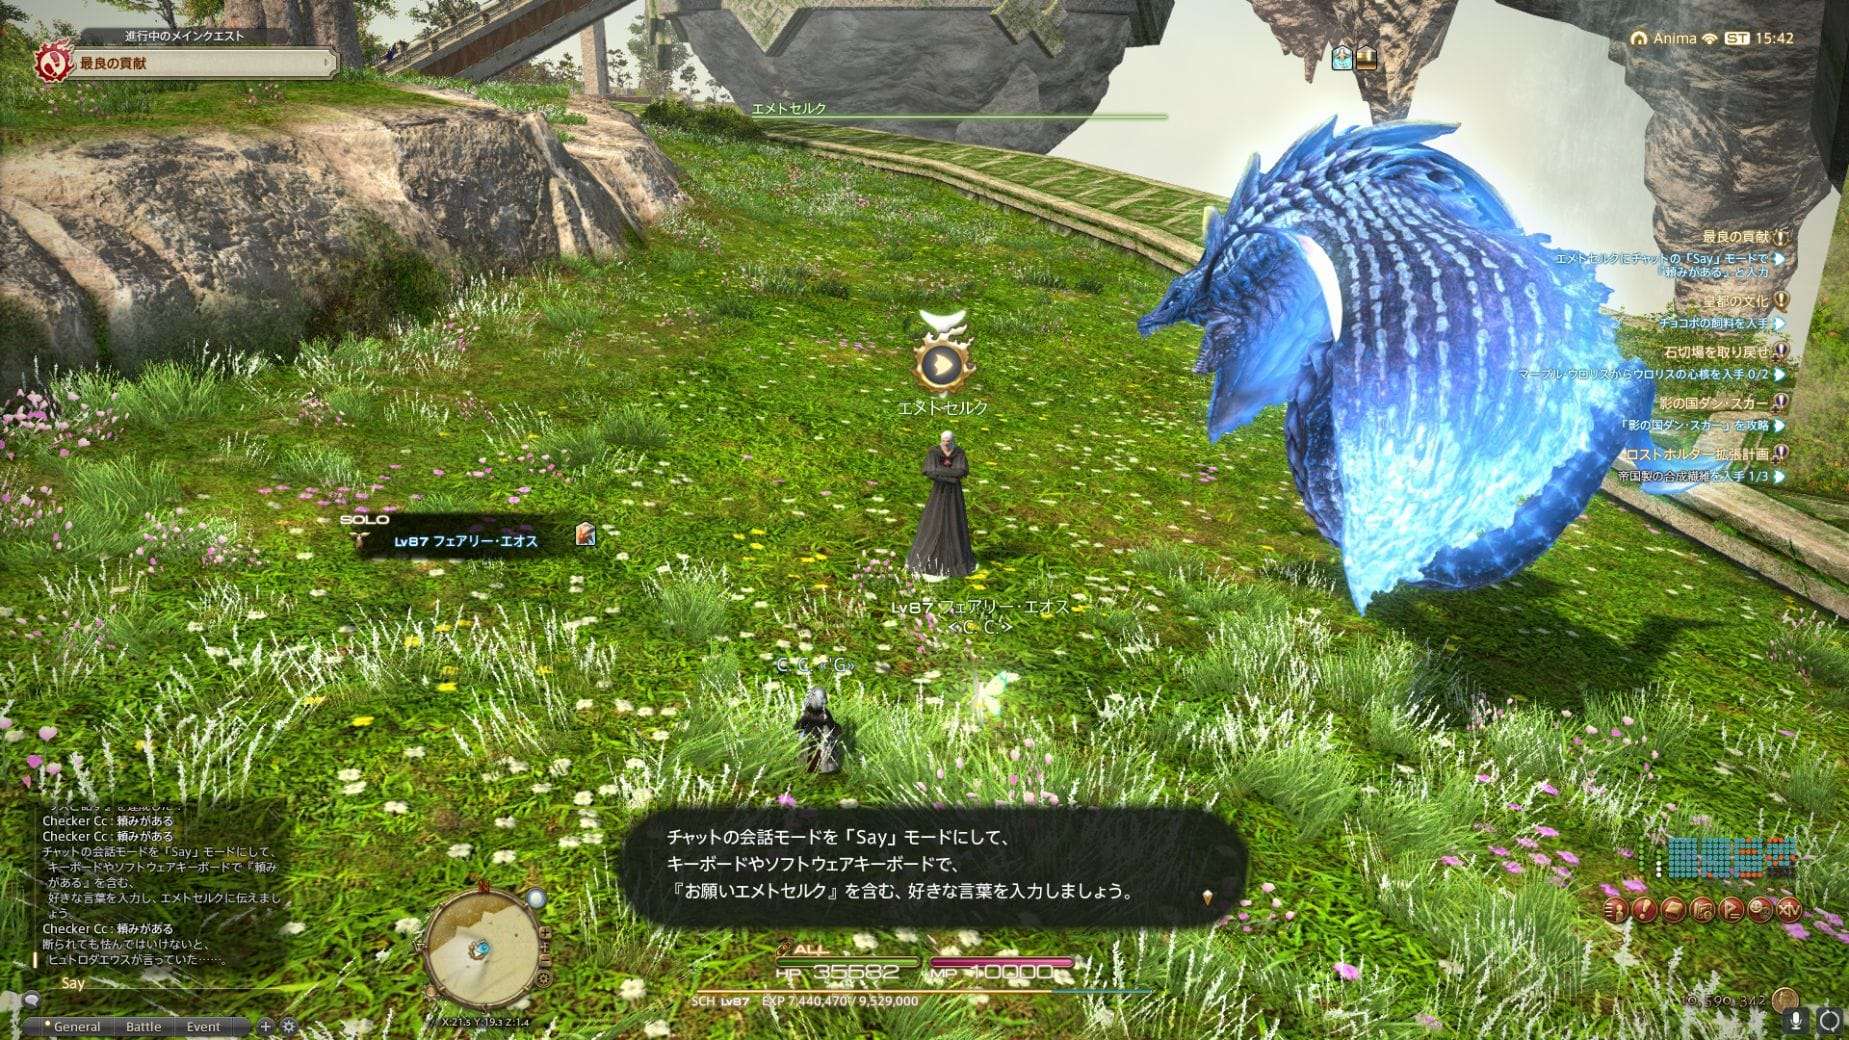 進行中のメインクエスト
最良の貢献
Anima ST 15:42
エメトセルク
最良の貢献
エメトセルクにチャットの「Say」モードで
『頼みがある』と入力
皇都の文化
チョコボの飼料を入手
石切場を取り戻せ
マーブル・ウロリスからウロリスの心核を入手 0/2
影の国ダン・スカー
「影の国ダン・スカー」を攻略
ロストホルダー拡張計画
帝国製の合成繊維を入手 1/3
エメトセルク
SOLO
Lv87 フェアリー・エオス
Lv87 フェアリー・エオス
«C. C.»
C. C. «G»
チャットの会話モードを「Say」モードにして、
キーボードやソフトウェアキーボードで、
『お願いエメトセルク』を含む、好きな言葉を入力しましょう。
Checker Cc : 頼みがある
Checker Cc : 頼みがある
チャットの会話モードを「Say」モードにして、
キーボードやソフトウェアキーボードで『頼み
がある』を含む、
好きな言葉を入力し、エメトセルクに伝えまし
ょう。
Checker Cc : 頼みがある
断られても怯んではいけないと、
ヒュトロダエウスが言っていた……。
Say
General Battle Event
N
X:21.5 Y:19.3 Z:1.4
ALL
HP 35582 MP 10000
SCH Lv87 EXP 7,440,470 / 9,529,000
10,590,342
XIV